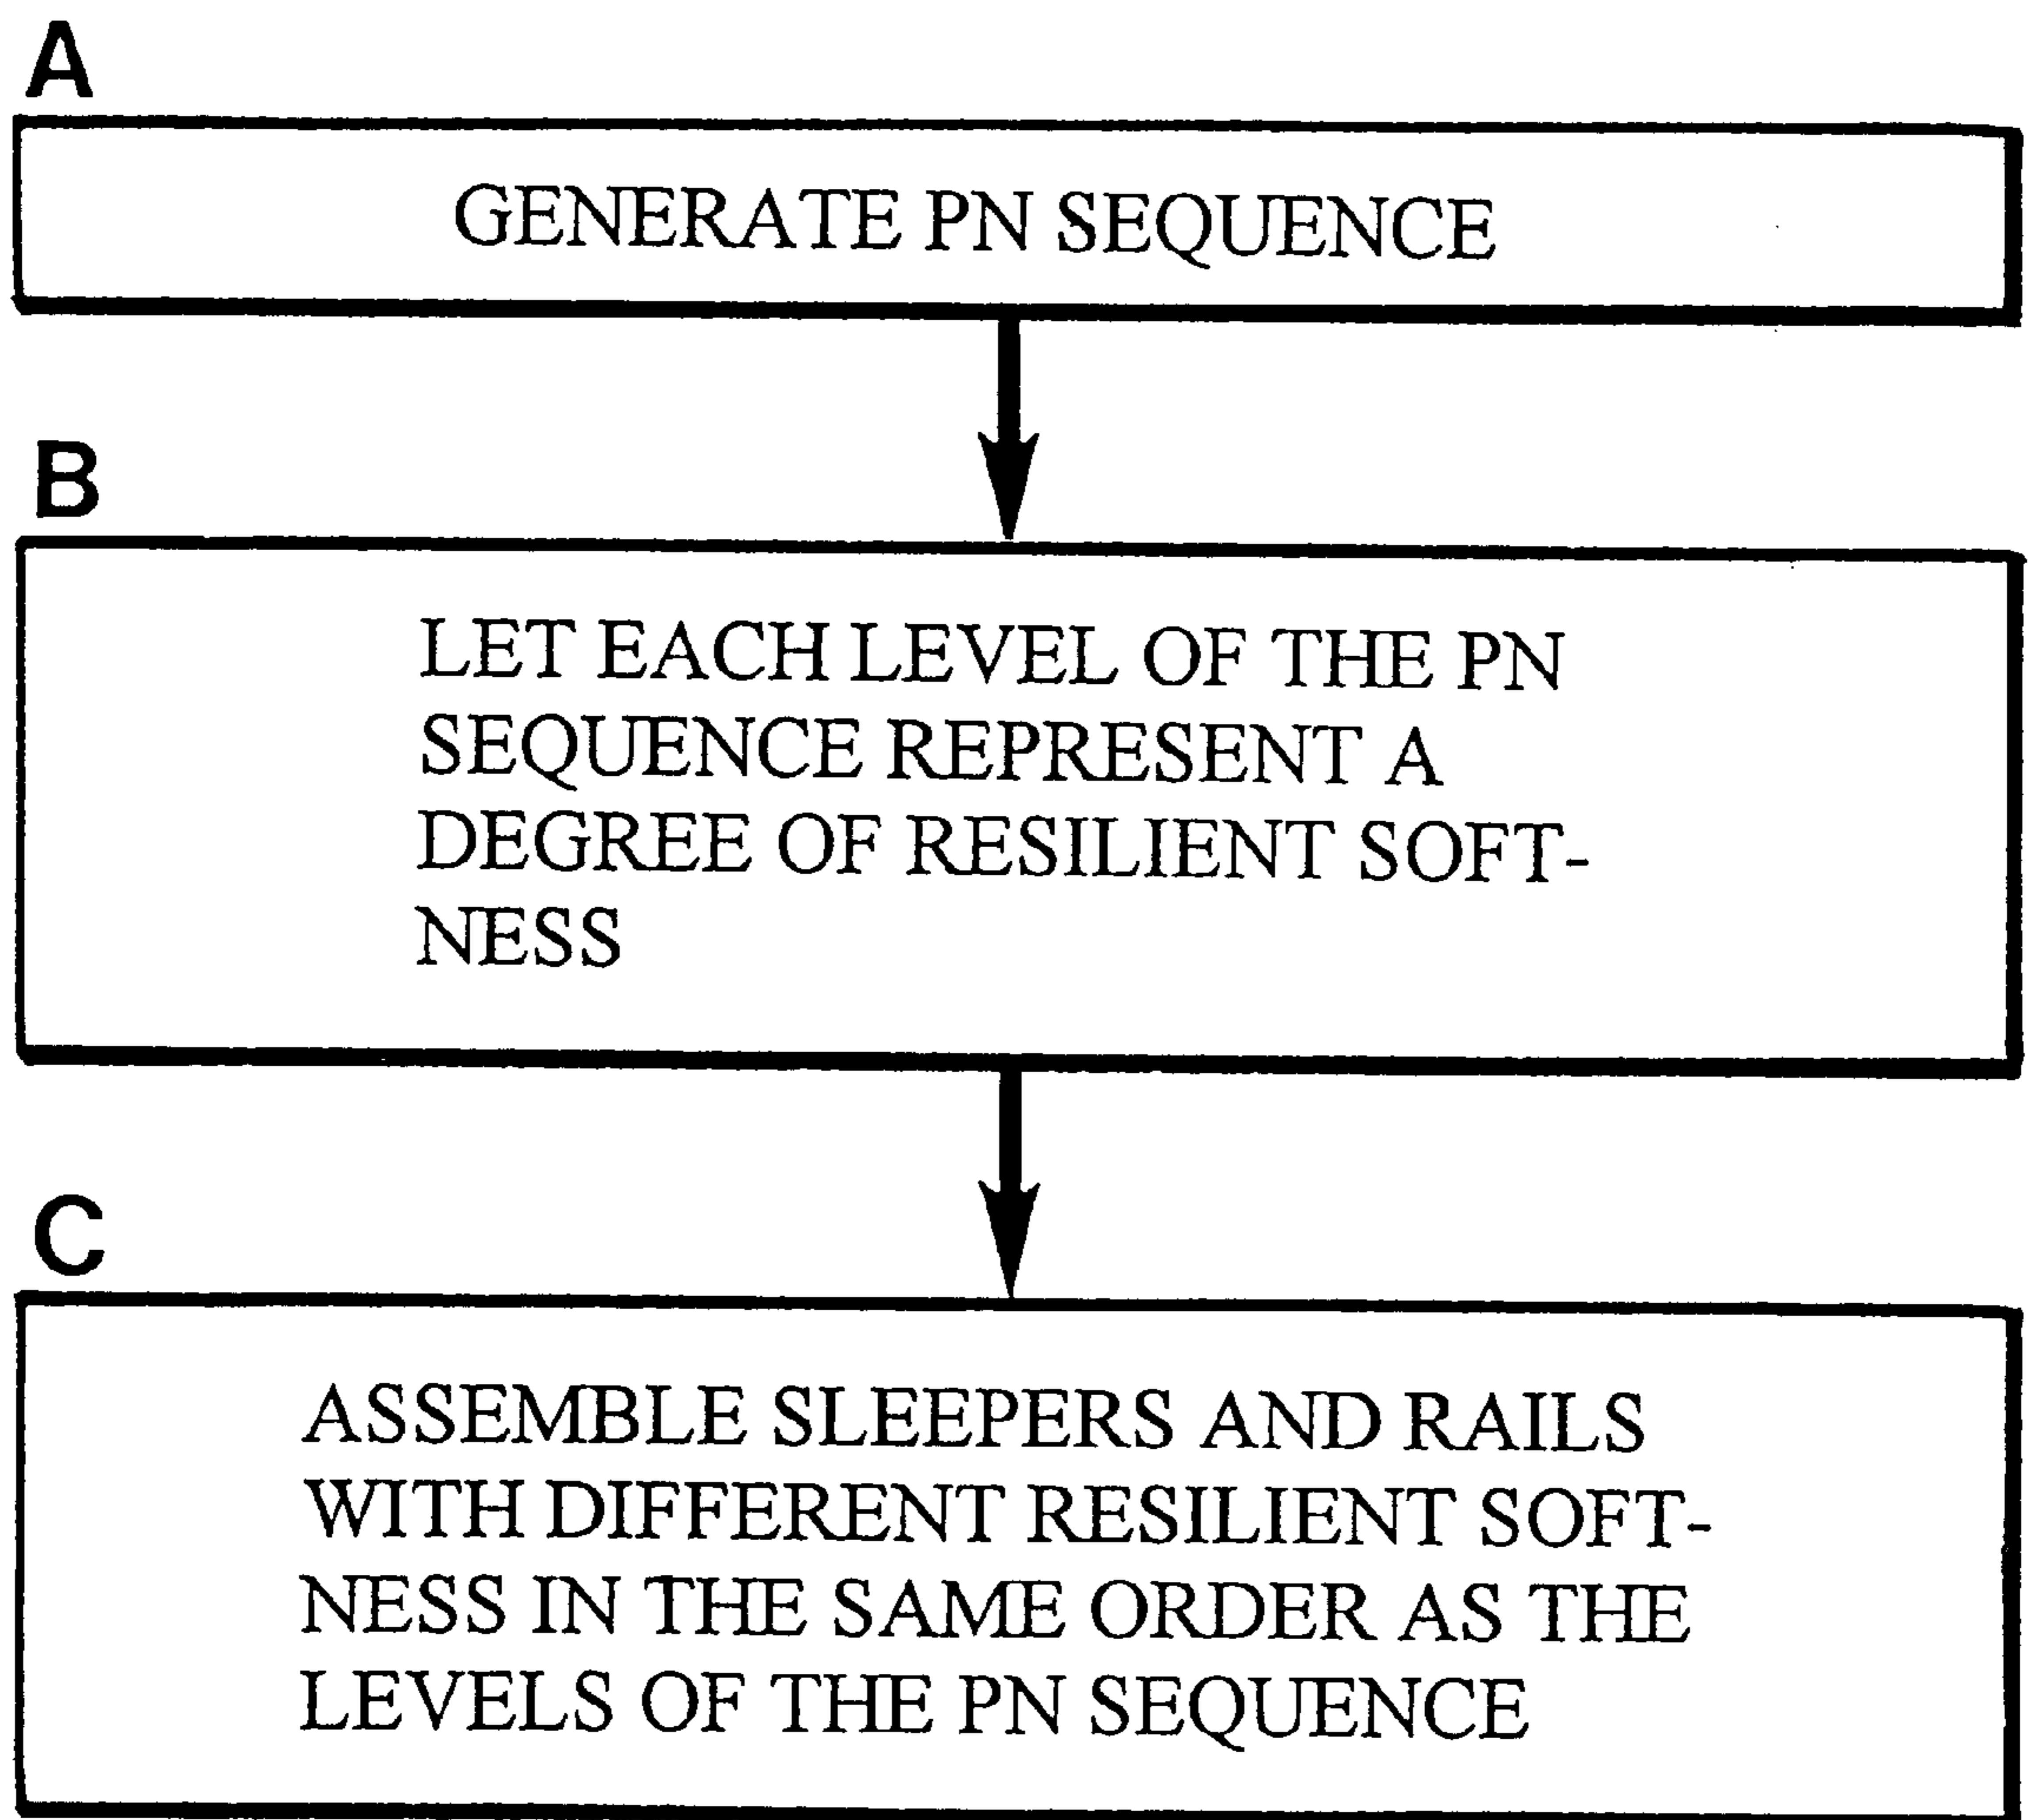 A
GENERATE PN SEQUENCE
B
LET EACH LEVEL OF THE PN
SEQUENCE REPRESENT A
DEGREE OF RESILIENT SOFT-
NESS
C
ASSEMBLE SLEEPERS AND RAILS
WITH DIFFERENT RESILIENT SOFT-
NESS IN THE SAME ORDER AS THE
LEVELS OF THE PN SEQUENCE